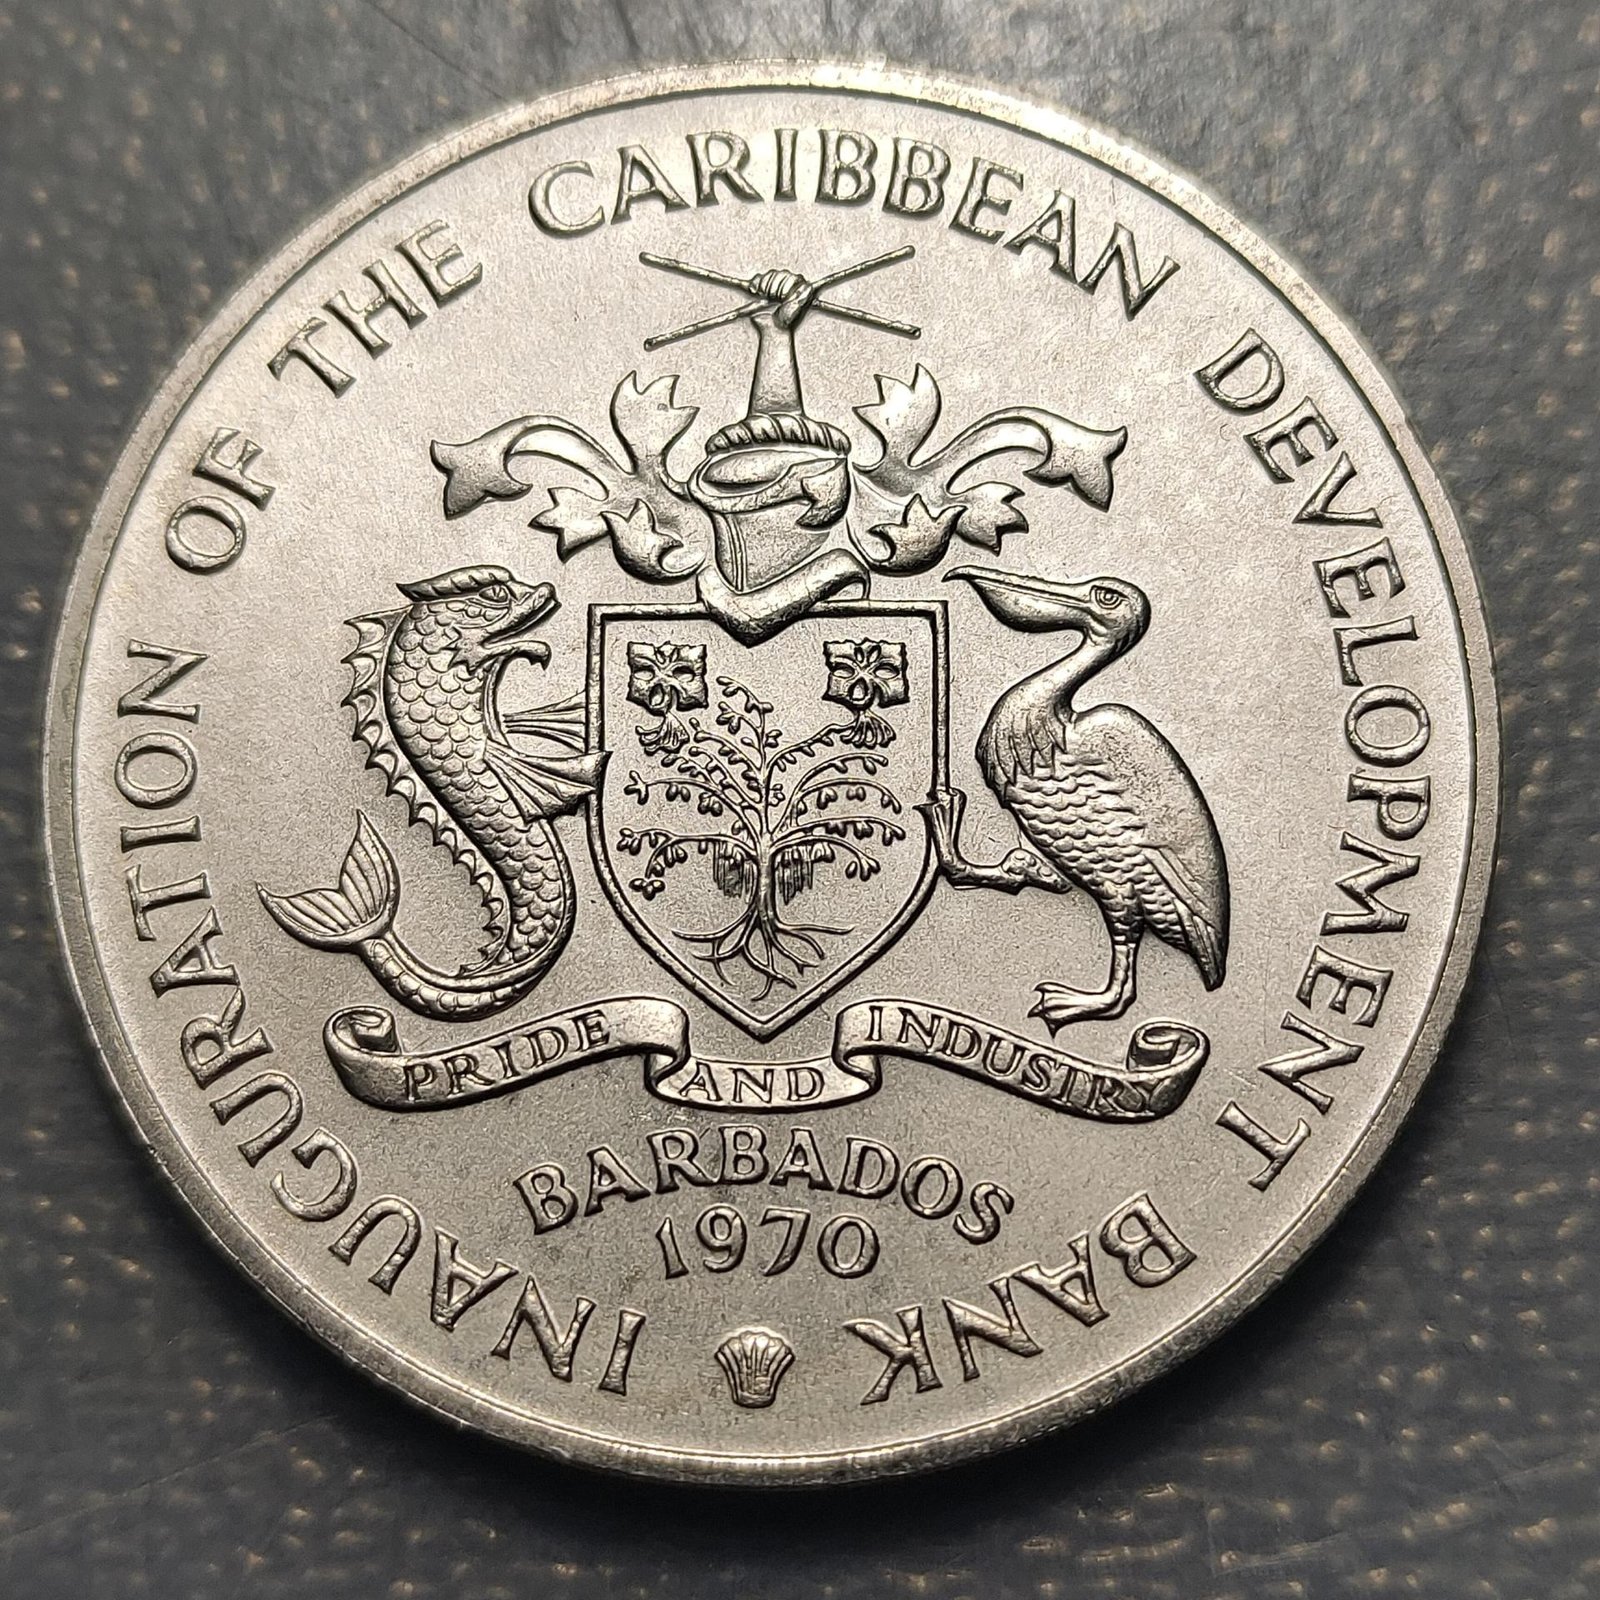 INAUGURATION OF THE CARIBBEAN DEVELOPMENT BANK
PRIDE AND INDUSTRY
BARBADOS
1970